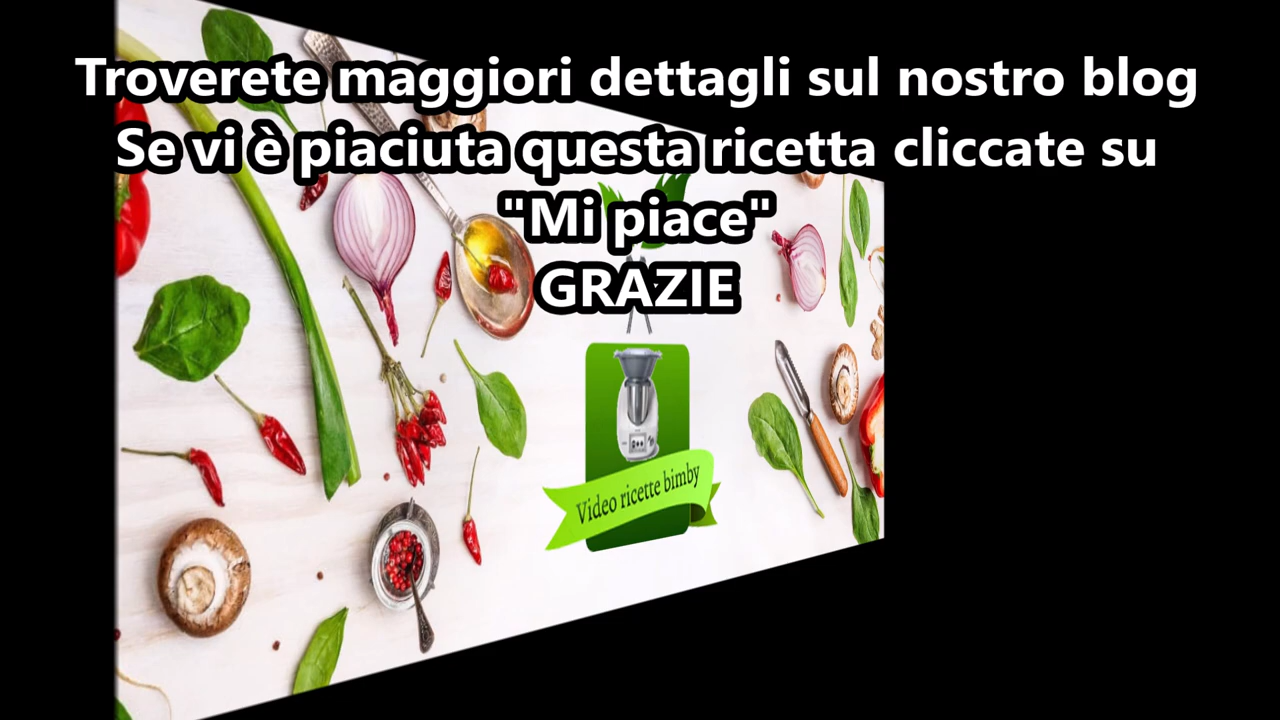 Troverete maggiori dettagli sul nostro blog
Se vi è piaciuta questa ricetta cliccate su
"Mi piace"
GRAZIE
Video ricette bimby